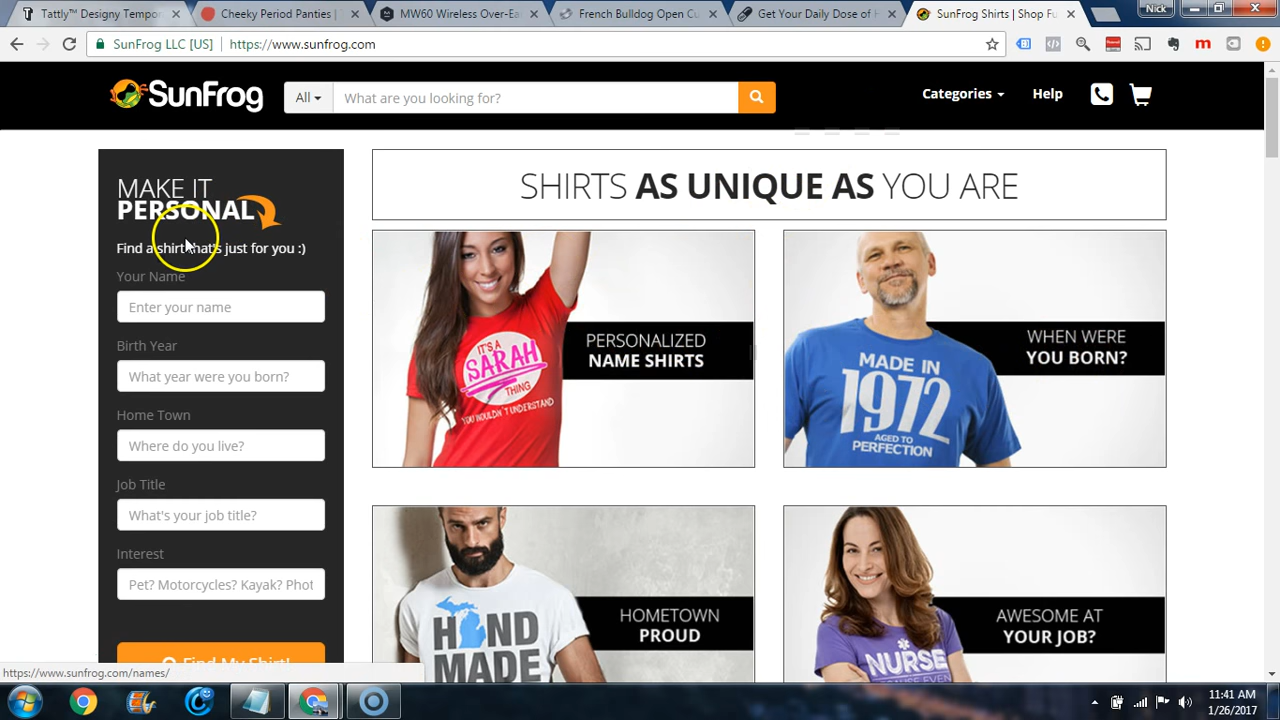 Tattly™ Designy Tempor
Cheeky Period Panties |
MW60 Wireless Over-Ea
French Bulldog Open Cu
Get Your Daily Dose of H
SunFrog Shirts | Shop Fu
Nick
SunFrog LLC [US]
https://www.sunfrog.com
SunFrog
All
What are you looking for?
Categories
Help
MAKE IT
PERSONAL
Find a shirt that's just for you :)
Your Name
Enter your name
Birth Year
What year were you born?
Home Town
Where do you live?
Job Title
What's your job title?
Interest
Pet? Motorcycles? Kayak? Phot
Find My Shirt!
SHIRTS AS UNIQUE AS YOU ARE
IT'S A
SARAH
THING
YOU WOULDN'T UNDERSTAND
PERSONALIZED
NAME SHIRTS
MADE IN
1972
AGED TO
PERFECTION
WHEN WERE
YOU BORN?
HAND
MADE
HOMETOWN
PROUD
NURSE
BECAUSE EVEN
AWESOME AT
YOUR JOB?
https://www.sunfrog.com/names/
11:41 AM
1/26/2017